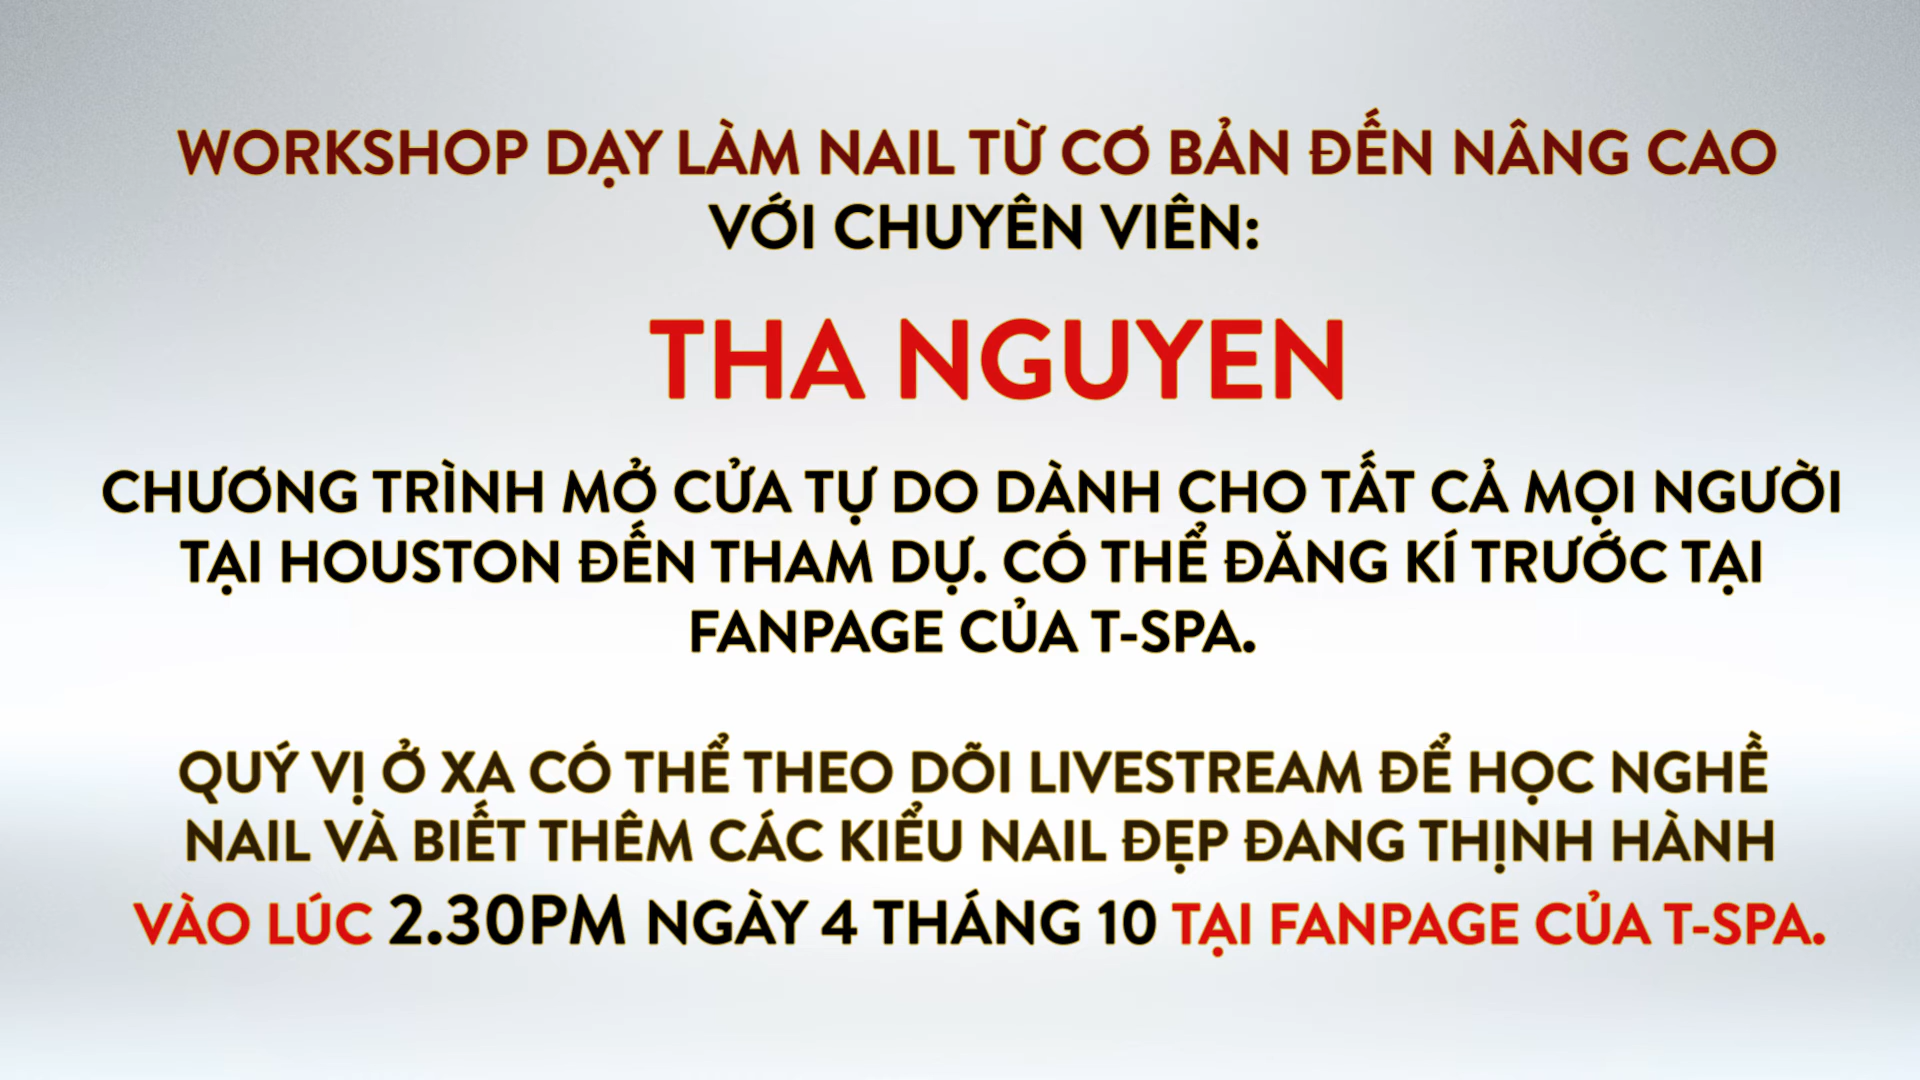 WORKSHOP DẠY LÀM NAIL TỪ CƠ BẢN ĐẾN NÂNG CAO
VỚI CHUYÊN VIÊN:
THA NGUYEN
CHƯƠNG TRÌNH MỞ CỬA TỰ DO DÀNH CHO TẤT CẢ MỌI NGƯỜI
TẠI HOUSTON ĐẾN THAM DỰ. CÓ THỂ ĐĂNG KÍ TRƯỚC TẠI
FANPAGE CỦA T-SPA.
QUÝ VỊ Ở XA CÓ THỂ THEO DÕI LIVESTREAM ĐỂ HỌC NGHỀ
NAIL VÀ BIẾT THÊM CÁC KIỂU NAIL ĐẸP ĐANG THỊNH HÀNH
VÀO LÚC 2.30PM NGÀY 4 THÁNG 10 TẠI FANPAGE CỦA T-SPA.